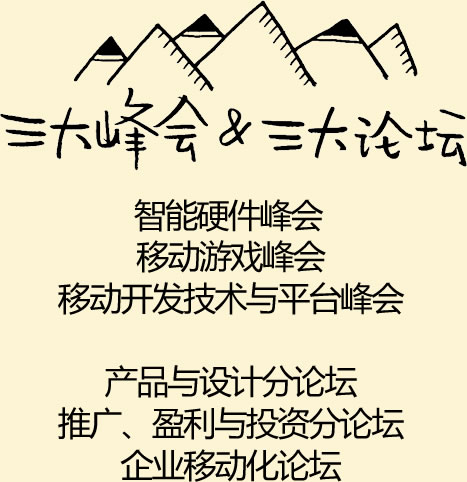 三大峰会&三大论坛
智能硬件峰会
移动游戏峰会
移动开发技术与平台峰会
产品与设计分论坛
推广、盈利与投资分论坛
企业移动化论坛